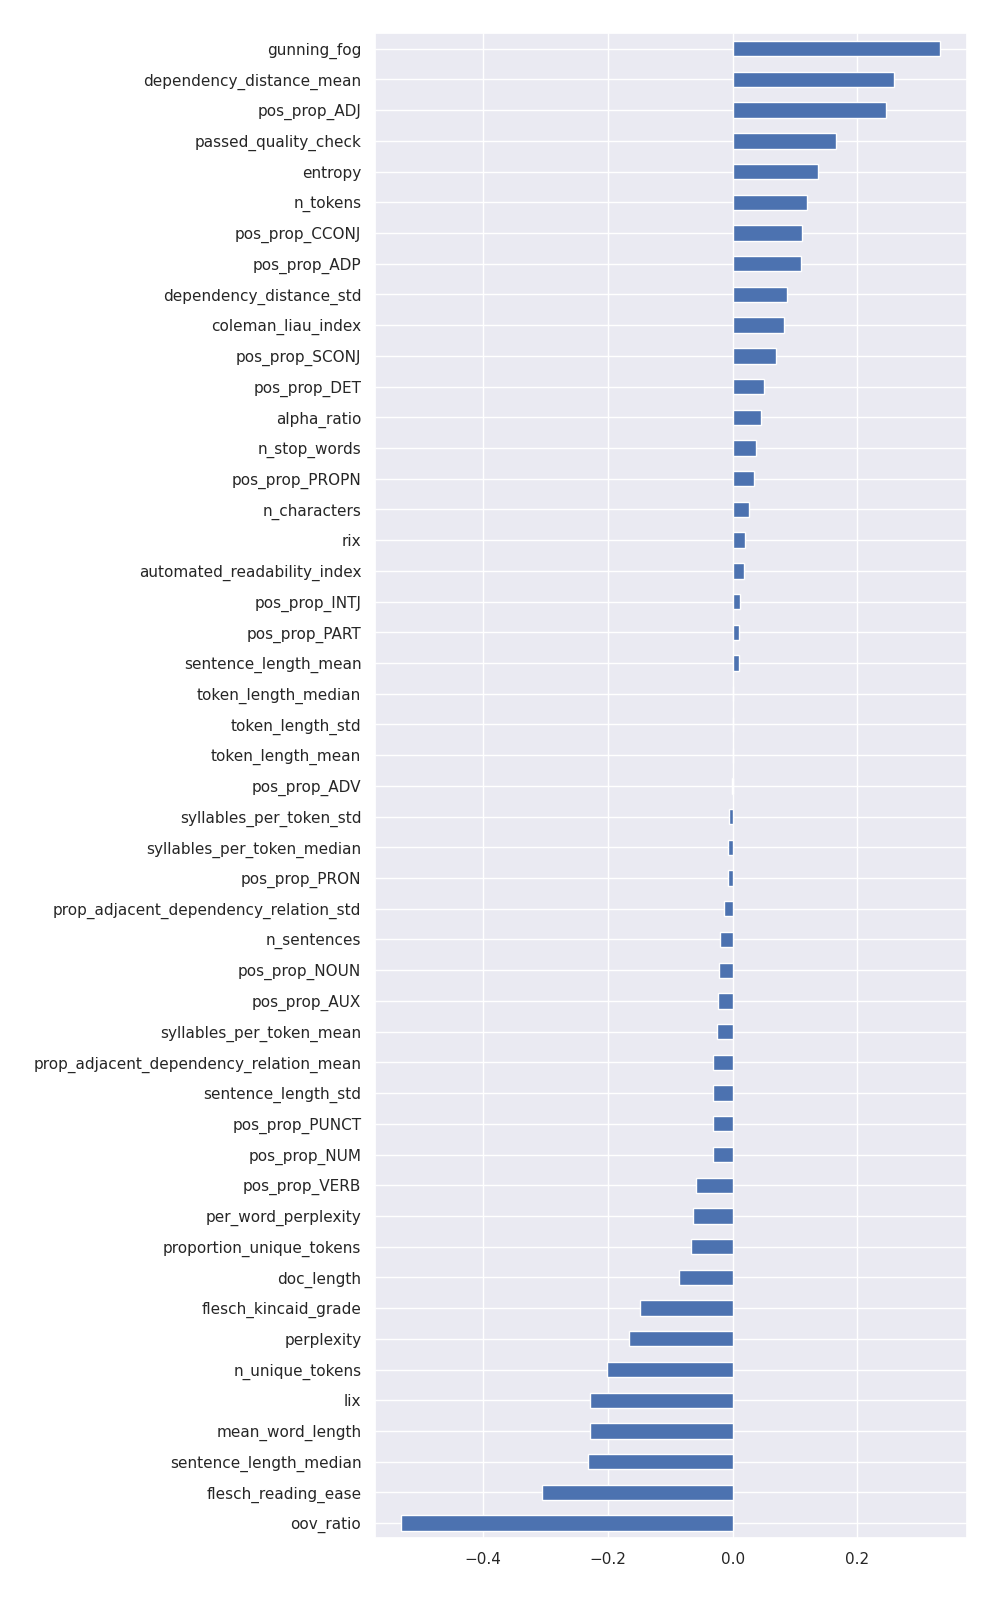 gunning_fog
dependency_distance_mean
pos_prop_ADJ
passed_quality_check
entropy
n_tokens
pos_prop_CCONJ
pos_prop_ADP
dependency_distance_std
coleman_liau_index
pos_prop_SCONJ
pos_prop_DET
alpha_ratio
n_stop_words
pos_prop_PROPN
n_characters
rix
automated_readability_index
pos_prop_INTJ
pos_prop_PART
sentence_length_mean
token_length_median
token_length_std
token_length_mean
pos_prop_ADV
syllables_per_token_std
syllables_per_token_median
pos_prop_PRON
prop_adjacent_dependency_relation_std
n_sentences
pos_prop_NOUN
pos_prop_AUX
syllables_per_token_mean
prop_adjacent_dependency_relation_mean
sentence_length_std
pos_prop_PUNCT
pos_prop_NUM
pos_prop_VERB
per_word_perplexity
proportion_unique_tokens
doc_length
flesch_kincaid_grade
perplexity
n_unique_tokens
lix
mean_word_length
sentence_length_median
flesch_reading_ease
oov_ratio
−0.4 −0.2 0.0 0.2